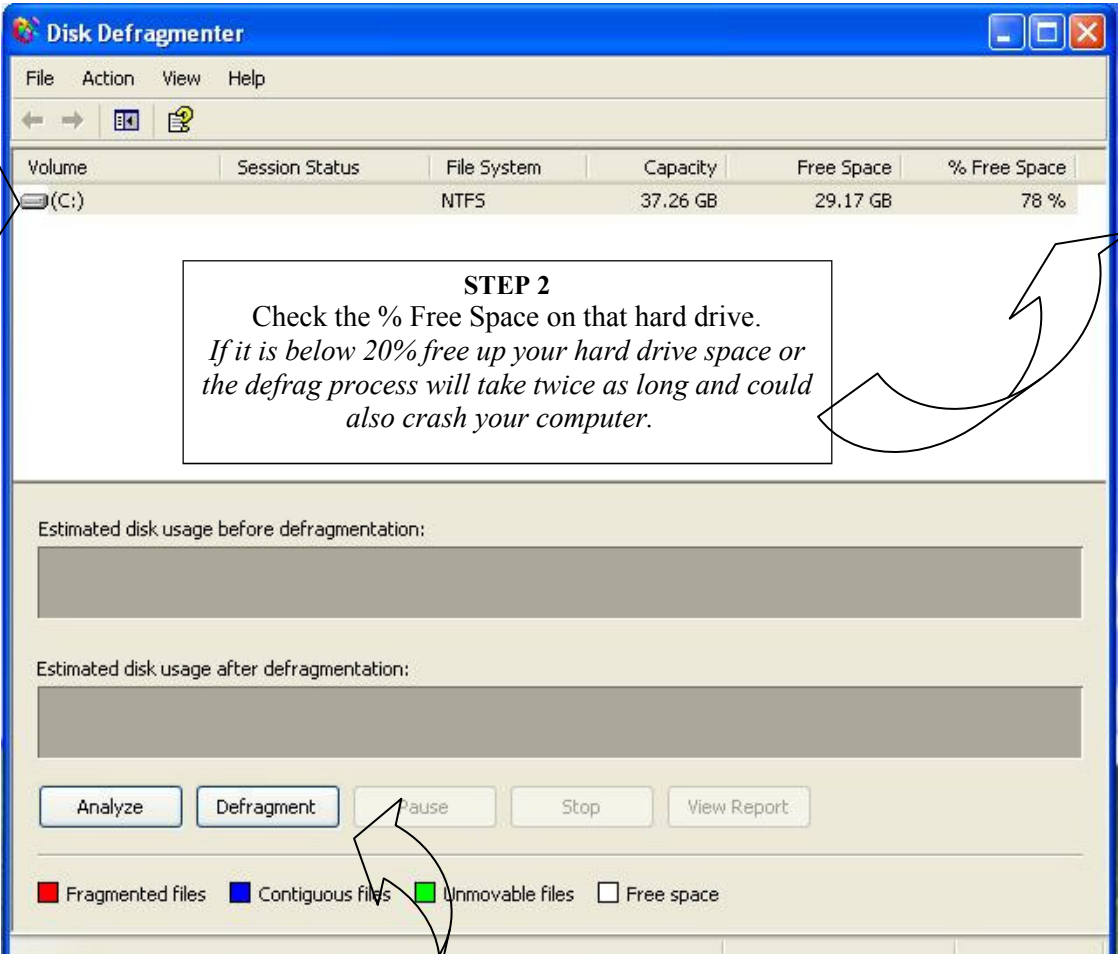 Disk Defragmenter
File Action View Help
Volume Session Status File System Capacity Free Space % Free Space
(C:) NTFS 37.26 GB 29.17 GB 78 %
STEP 2
Check the % Free Space on that hard drive.
If it is below 20% free up your hard drive space or
the defrag process will take twice as long and could
also crash your computer.
Estimated disk usage before defragmentation:
Estimated disk usage after defragmentation:
Analyze Defragment Pause Stop View Report
Fragmented files Contiguous files Unmovable files Free space